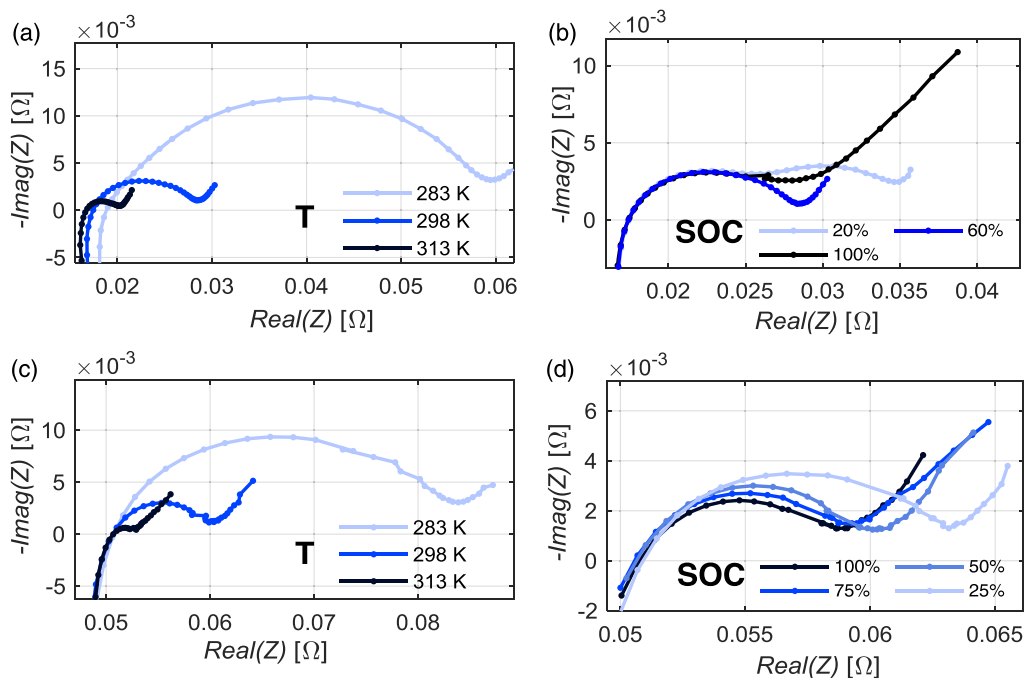 (a)
×10⁻³
15
10
5
0
-5
-Imag(Z) [Ω]
0.02
0.03
0.04
0.05
0.06
Real(Z) [Ω]
T
283 K
298 K
313 K
(b)
×10⁻³
10
5
0
-Imag(Z) [Ω]
0.02
0.025
0.03
0.035
0.04
Real(Z) [Ω]
SOC
20%
60%
100%
(c)
×10⁻³
10
5
0
-5
-Imag(Z) [Ω]
0.05
0.06
0.07
0.08
Real(Z) [Ω]
T
283 K
298 K
313 K
(d)
×10⁻³
6
4
2
0
-2
-Imag(Z) [Ω]
0.05
0.055
0.06
0.065
Real(Z) [Ω]
SOC
100%
50%
75%
25%